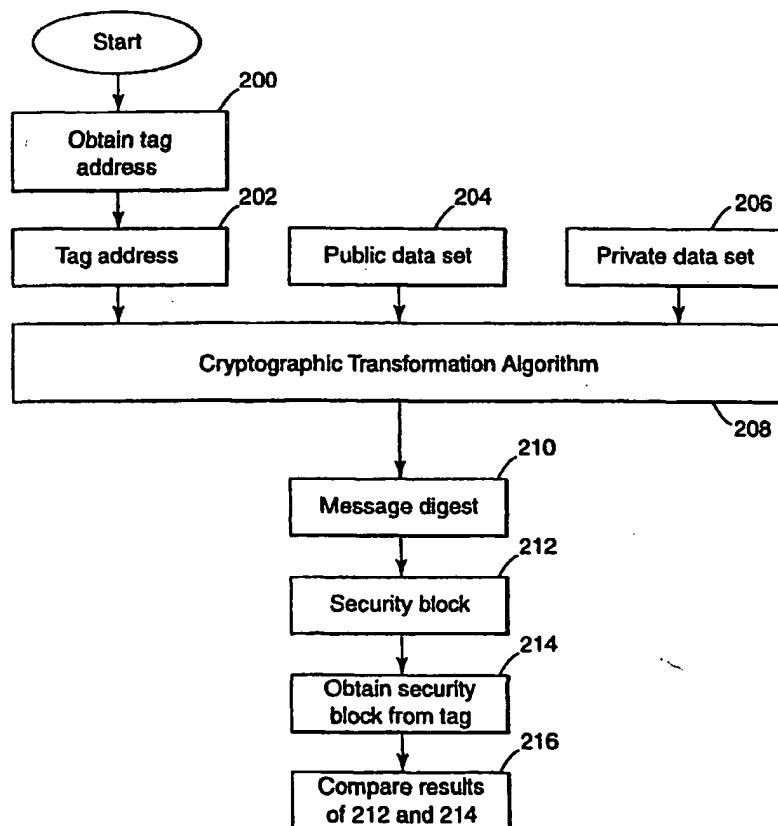 Start
200
Obtain tag
address
202
Tag address
204
Public data set
206
Private data set
Cryptographic Transformation Algorithm
208
210
Message digest
212
Security block
214
Obtain security
block from tag
216
Compare results
of 212 and 214